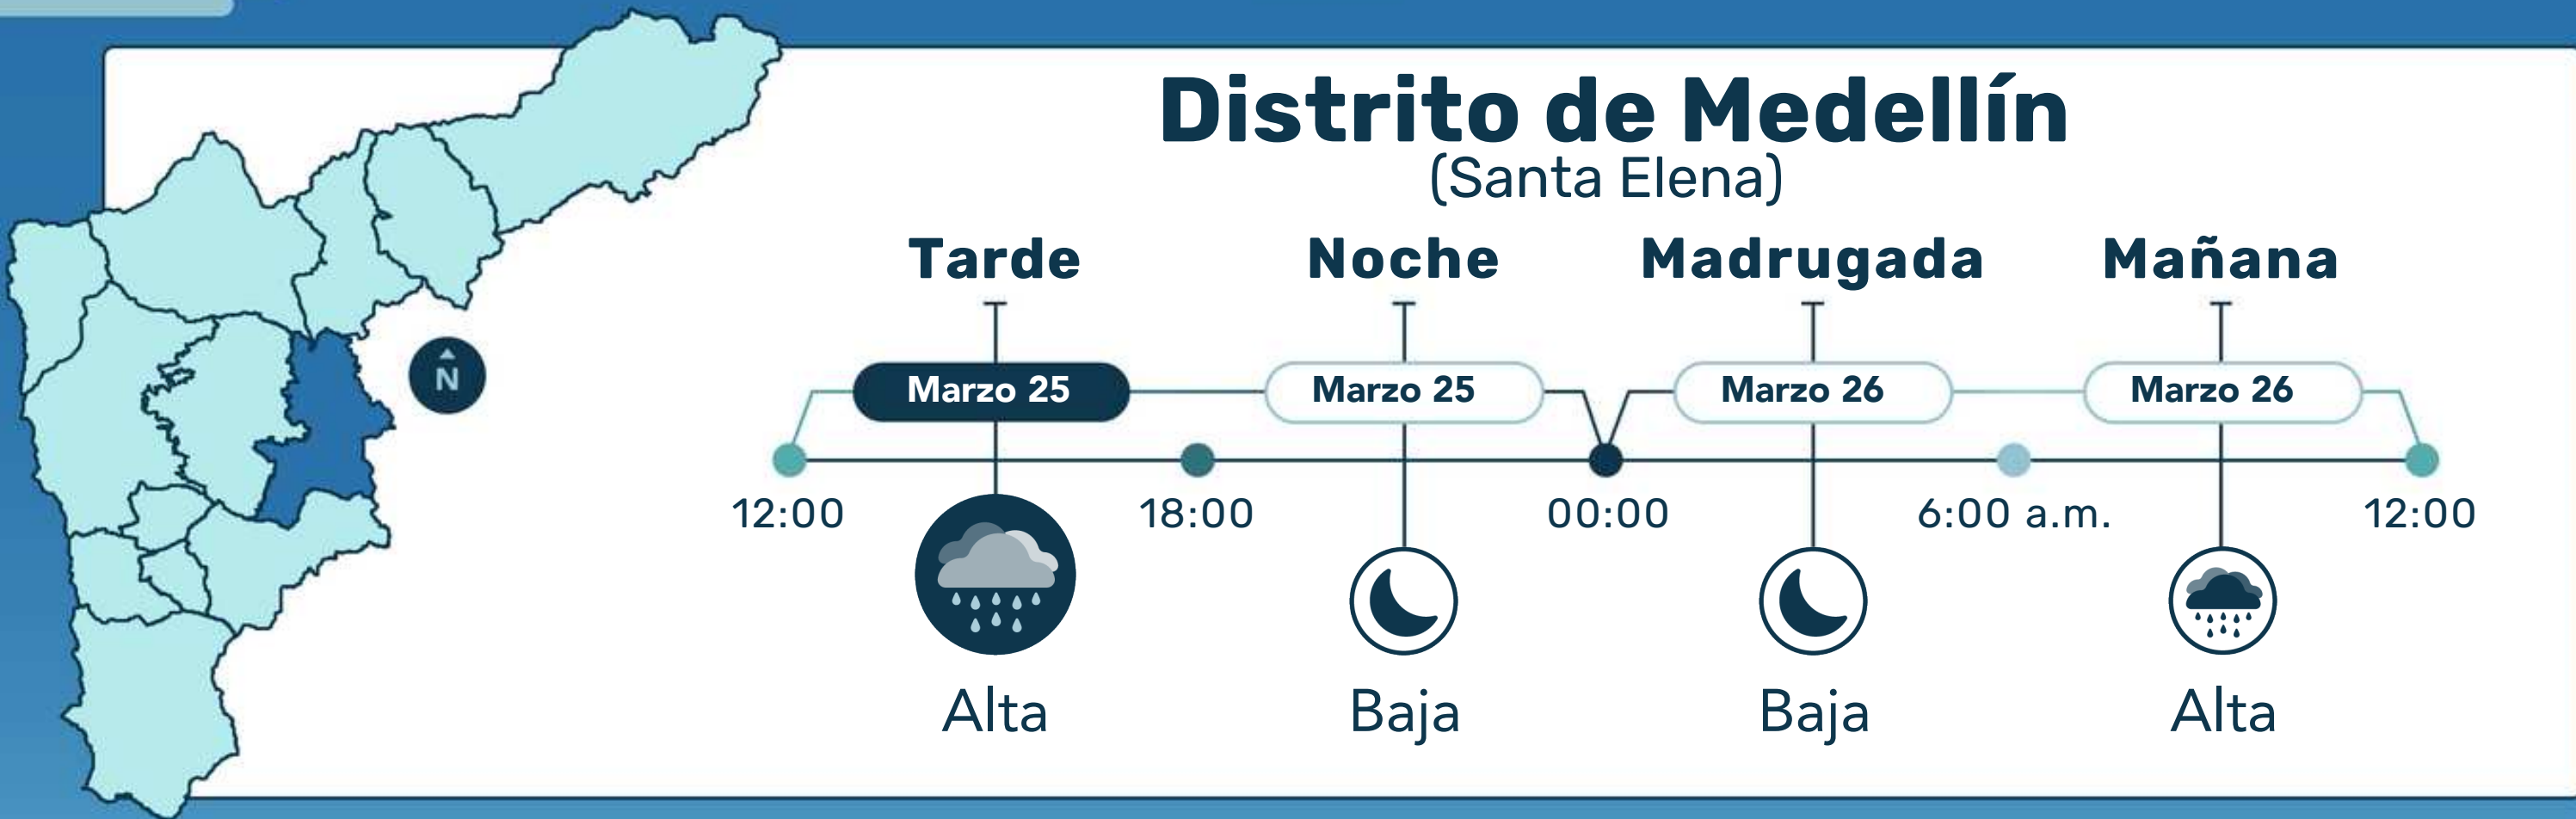 Distrito de Medellín
(Santa Elena)
Tarde Noche Madrugada Mañana
N
Marzo 25 Marzo 25 Marzo 26 Marzo 26
12:00 18:00 00:00 6:00 a.m. 12:00
Alta Baja Baja Alta